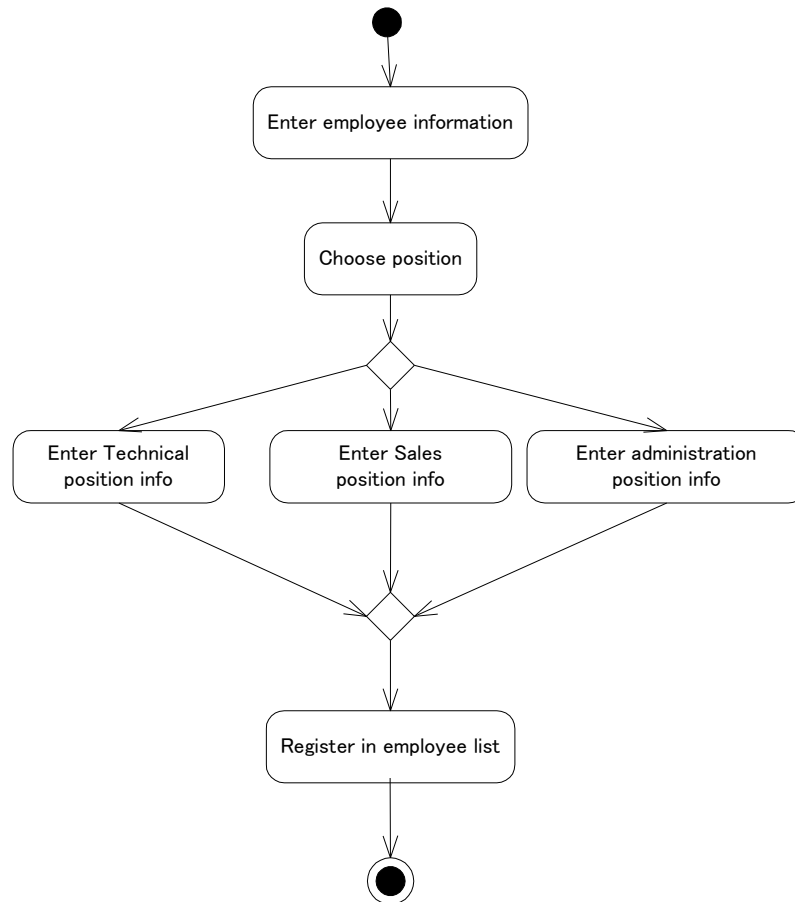 Enter employee information
Choose position
Enter Technical
position info
Enter Sales
position info
Enter administration
position info
Register in employee list